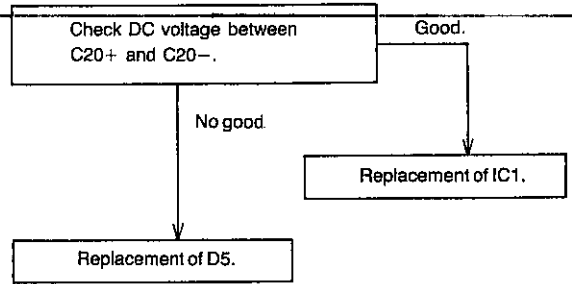 Check DC voltage between
C20+ and C20−.
Good.
No good.
Replacement of IC1.
Replacement of D5.